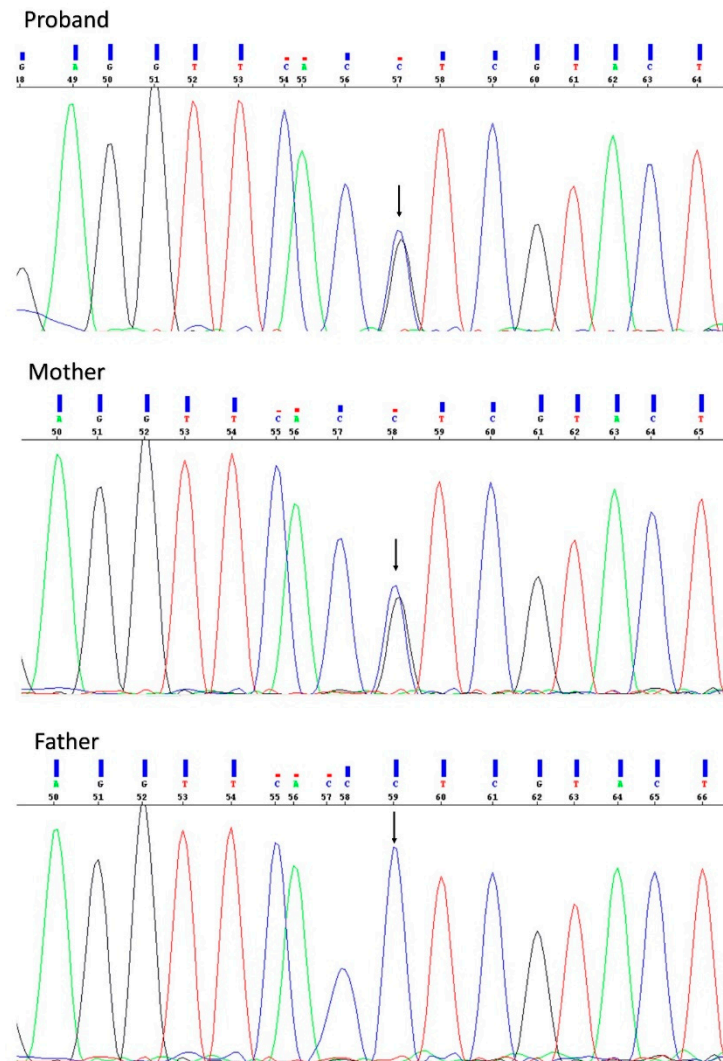 Proband
G A G G T T C A C C T C G T A C T
48 49 50 51 52 53 54 55 56 57 58 59 60 61 62 63 64
Mother
A G G T T C A C C T C G T A C T
50 51 52 53 54 55 56 57 58 59 60 61 62 63 64 65
Father
A G G T T C A C C C T C G T A C T
50 51 52 53 54 55 56 57 58 59 60 61 62 63 64 65 66